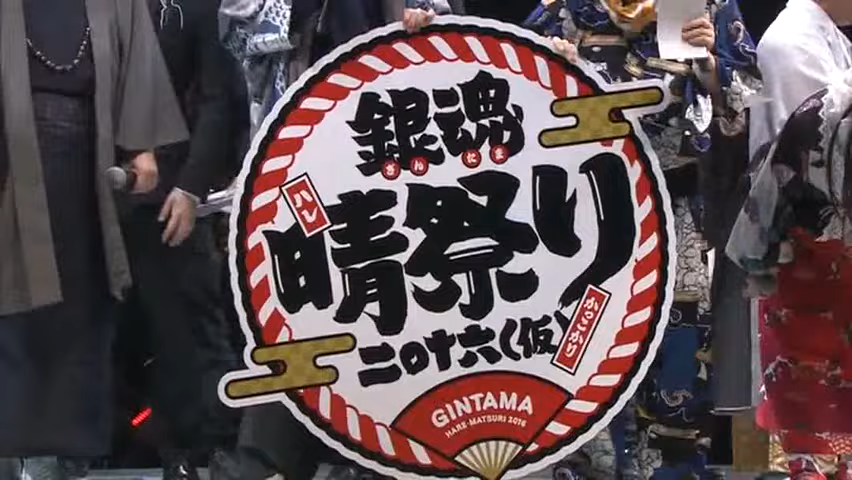 銀魂
ぎんたま
ハレ
晴祭り
二〇十六(仮)
かっこかり
GINTAMA
HARE-MATSURI 2016